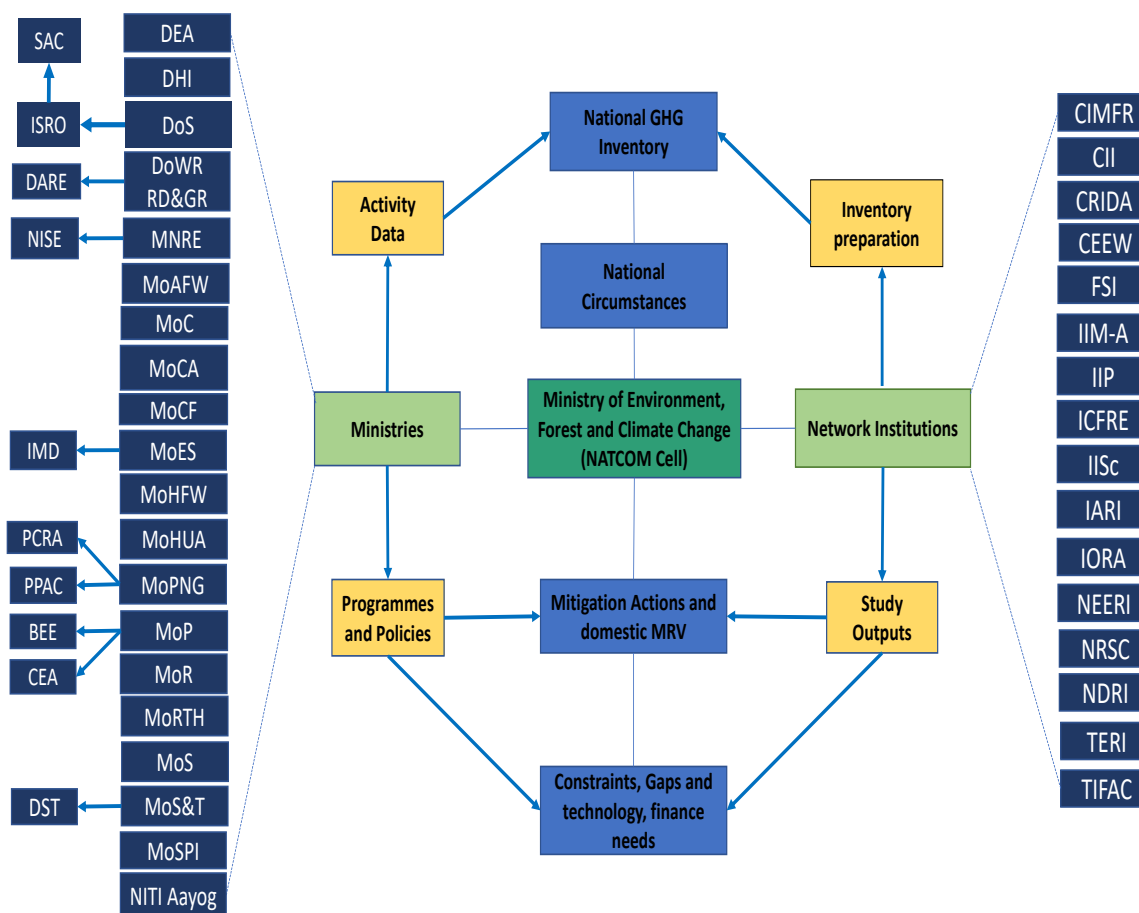 SAC
ISRO
DARE
NISE
IMD
PCRA
PPAC
BEE
CEA
DST
DEA
DHI
DoS
DoWR
RD&GR
MNRE
MoAFW
MoC
MoCA
MoCF
MoES
MoHFW
MoHUA
MoPNG
MoP
MoR
MoRTH
MoS
MoS&T
MoSPI
NITI Aayog
Activity
Data
Ministries
Programmes
and Policies
National GHG
Inventory
National
Circumstances
Ministry of Environment,
Forest and Climate Change
(NATCOM Cell)
Mitigation Actions and
domestic MRV
Constraints, Gaps and
technology, finance
needs
Inventory
preparation
Network Institutions
Study
Outputs
CIMFR
CII
CRIDA
CEEW
FSI
IIM-A
IIP
ICFRE
IISc
IARI
IORA
NEERI
NRSC
NDRI
TERI
TIFAC